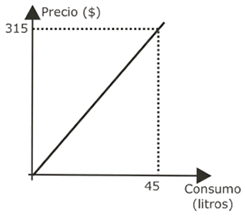 Precio ($)
315
45
Consumo
(litros)